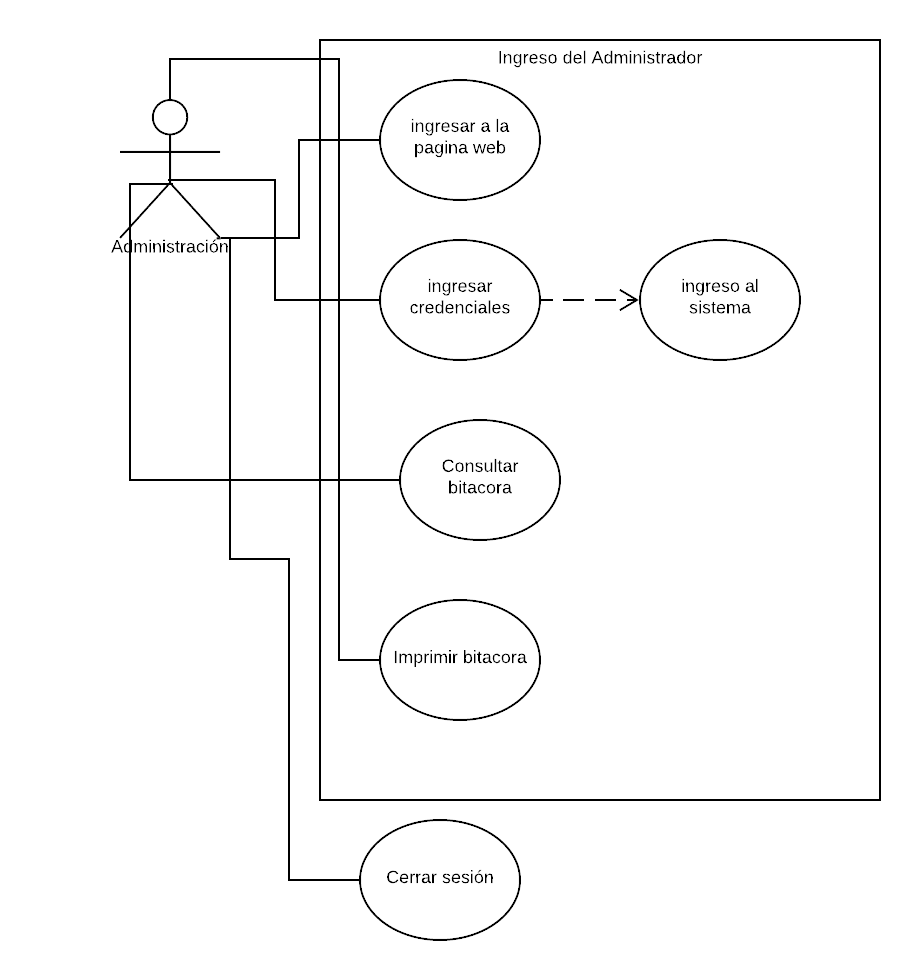 Ingreso del Administrador
ingresar a la
pagina web
Administración
ingresar
credenciales
ingreso al
sistema
Consultar
bitacora
Imprimir bitacora
Cerrar sesión